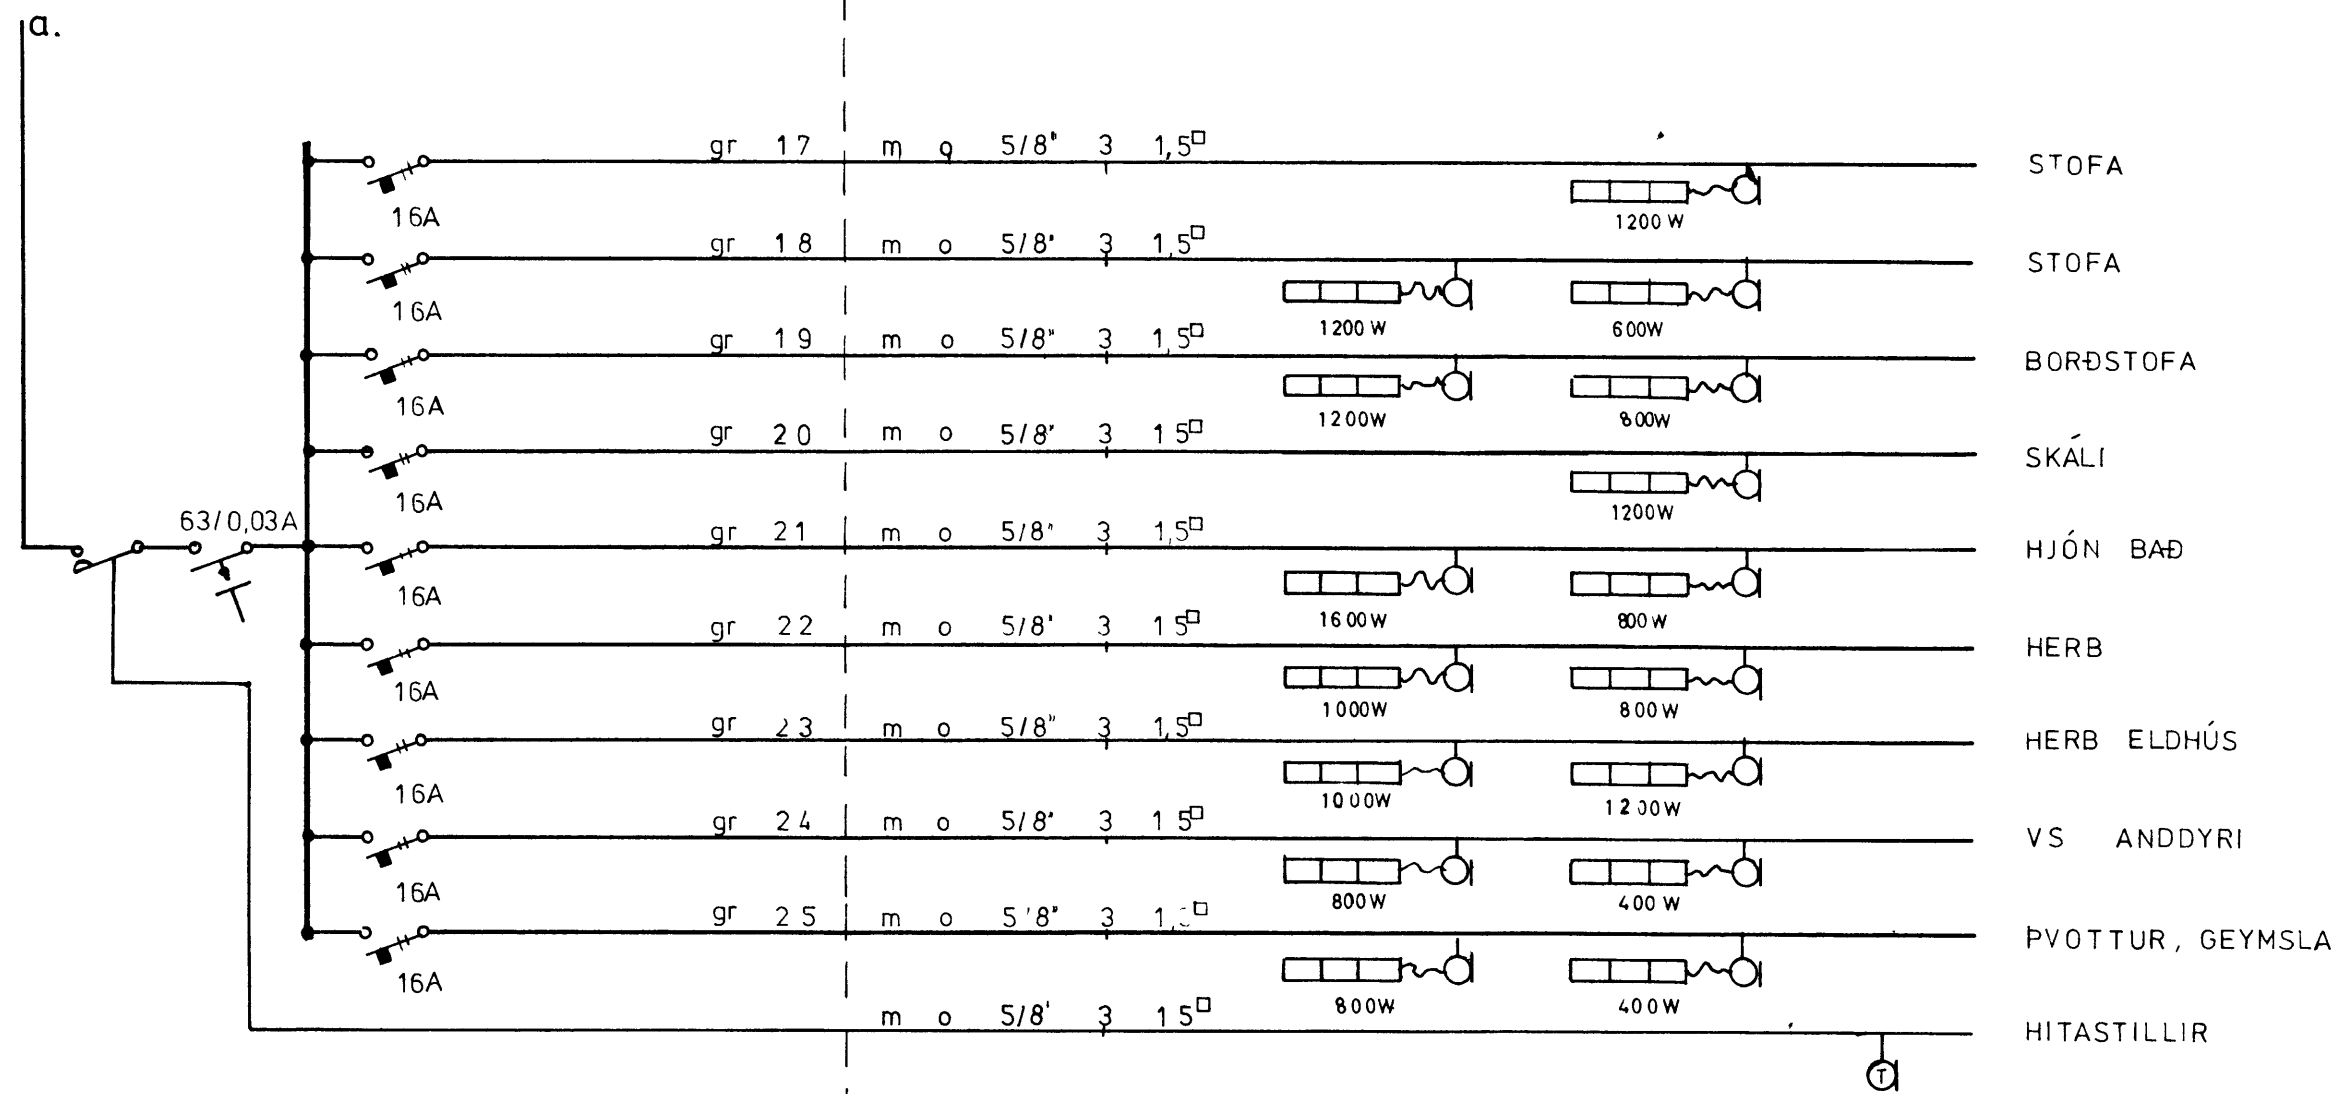 a.
gr 17 m o 5/8" 3 1,5□ STOFA
16A 1200 W
gr 18 m o 5/8" 3 1,5□ STOFA
16A 1200 W 600W
gr 19 m o 5/8" 3 1,5□ BORÐSTOFA
16A 1200W 800W
gr 20 m o 5/8" 3 1 5□ SKÁLI
16A 1200W
63/0,03A
gr 21 m o 5/8" 3 1,5□ HJÓN BAÐ
16A 1600W 800W
gr 22 m o 5/8' 3 1 5□ HERB
16A 1000W 800W
gr 23 m o 5/8" 3 1,5□ HERB ELDHÚS
16A 1000W 1200W
gr 24 m o 5/8' 3 1 5□ VS ANDDYRI
16A 800W 400 W
gr 25 m o 5/8" 3 ÞVOTTUR, GEYMSLA
16A 800W 400W
m o 5/8' 3 1 5□ HITASTILLIR
T